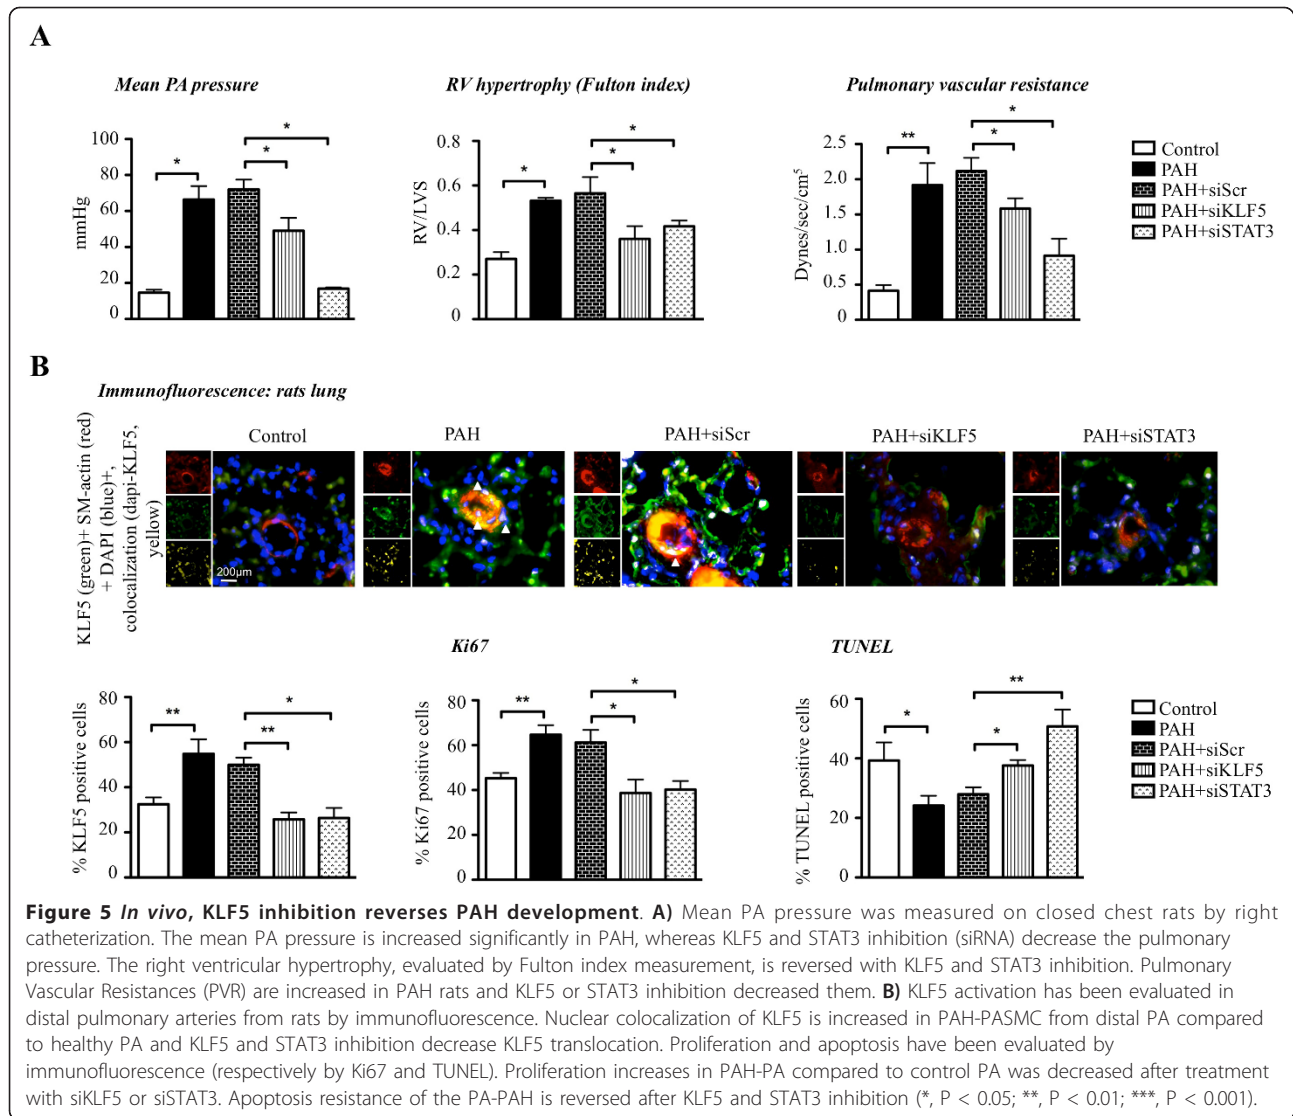 A
Mean PA pressure
RV hypertrophy (Fulton index)
Pulmonary vascular resistance
mmHg
100
80
60
40
20
0
*
*
*
RV/LVS
0.8
0.6
0.4
0.2
0
*
*
*
Dynes/sec/cm⁵
2.5
2.0
1.5
1.0
0.5
0
**
*
*
Control
PAH
PAH+siScr
PAH+siKLF5
PAH+siSTAT3
B
Immunofluorescence: rats lung
KLF5 (green)+ SM-actin (red)
+ DAPI (blue)+,
colocalization (dapi-KLF5,
yellow)
Control
PAH
PAH+siScr
PAH+siKLF5
PAH+siSTAT3
200µm
Ki67
TUNEL
% KLF5 positive cells
80
60
40
20
0
**
**
*
% Ki67 positive cells
80
60
40
20
0
**
*
*
% TUNEL positive cells
60
40
20
0
*
*
**
Control
PAH
PAH+siScr
PAH+siKLF5
PAH+siSTAT3
Figure 5 In vivo, KLF5 inhibition reverses PAH development. A) Mean PA pressure was measured on closed chest rats by right
catheterization. The mean PA pressure is increased significantly in PAH, whereas KLF5 and STAT3 inhibition (siRNA) decrease the pulmonary
pressure. The right ventricular hypertrophy, evaluated by Fulton index measurement, is reversed with KLF5 and STAT3 inhibition. Pulmonary
Vascular Resistances (PVR) are increased in PAH rats and KLF5 or STAT3 inhibition decreased them. B) KLF5 activation has been evaluated in
distal pulmonary arteries from rats by immunofluorescence. Nuclear colocalization of KLF5 is increased in PAH-PASMC from distal PA compared
to healthy PA and KLF5 and STAT3 inhibition decrease KLF5 translocation. Proliferation and apoptosis have been evaluated by
immunofluorescence (respectively by Ki67 and TUNEL). Proliferation increases in PAH-PA compared to control PA was decreased after treatment
with siKLF5 or siSTAT3. Apoptosis resistance of the PA-PAH is reversed after KLF5 and STAT3 inhibition (*, P < 0.05; **, P < 0.01; ***, P < 0.001).